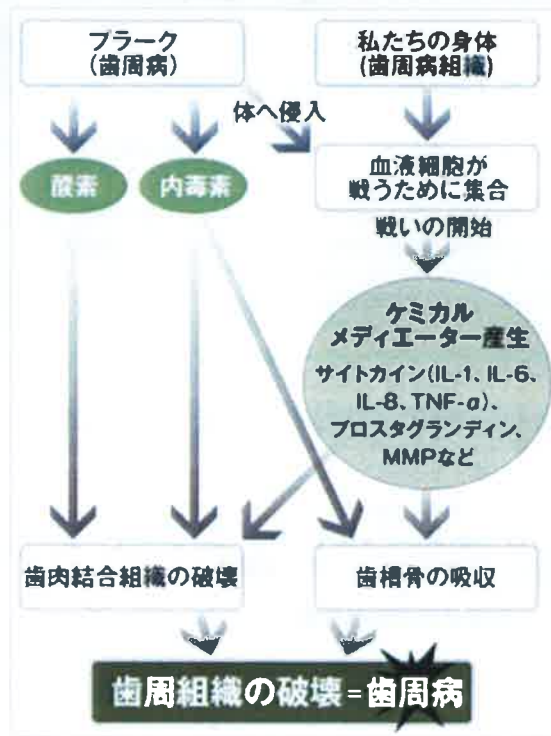 プラーク
(歯周病)
私たちの身体
(歯周病組織)
体へ侵入
酸素
内毒素
血液細胞が
戦うために集合
戦いの開始
ケミカル
メディエーター産生
サイトカイン(IL-1、IL-6、
IL-8、TNF-α)、
プロスタグランディン、
MMPなど
歯肉結合組織の破壊
歯槽骨の吸収
歯周組織の破壊=歯周病